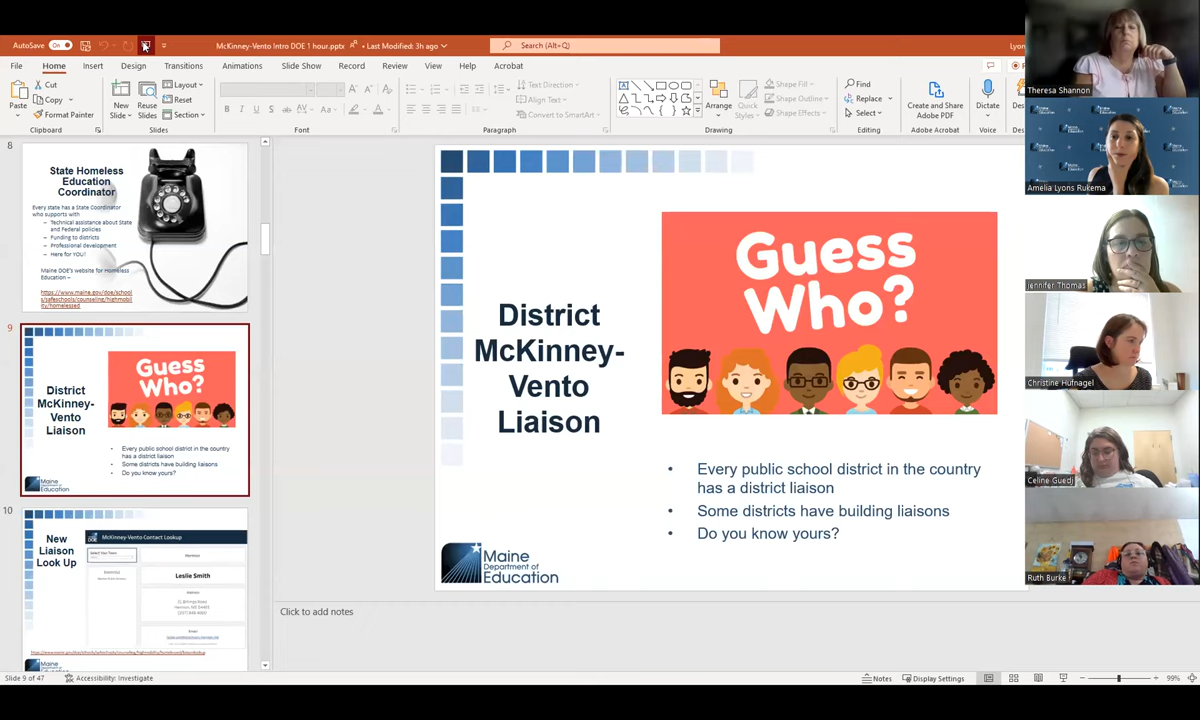 AutoSave On
McKinney-Vento Intro DOE 1 hour.pptx
• Last Modified: 3h ago
Search (Alt+Q)
File Home Insert Design Transitions Animations Slide Show Record Review View Help Acrobat
Paste
Cut
Copy
Format Painter
Clipboard
New Slide
Reuse Slides
Layout
Reset
Section
Slides
Font
Text Direction
Align Text
Convert to SmartArt
Paragraph
Arrange
Quick Styles
Shape Fill
Shape Outline
Shape Effects
Drawing
Find
Replace
Select
Editing
Create and Share Adobe PDF
Adobe Acrobat
Dictate
Voice
8
State Homeless
Education
Coordinator
Every state has a State Coordinator
who supports with
– Technical assistance about State
and Federal policies
– Funding to districts
– Professional development
– Here for YOU!
Maine DOE's website for Homeless
Education –
9
District
McKinney-
Vento
Liaison
Guess
Who?
• Every public school district in the country
has a district liaison
• Some districts have building liaisons
• Do you know yours?
Maine
Department of
Education
10
New
Liaison
Look Up
McKinney-Vento Contact Lookup
Select Your Town
Hermon
Leslie Smith
Address
Email
Maine
District
McKinney-
Vento
Liaison
Guess
Who?
• Every public school district in the country
has a district liaison
• Some districts have building liaisons
• Do you know yours?
Maine
Department of
Education
Click to add notes
Slide 9 of 47
Accessibility: Investigate
Notes
Display Settings
99%
Theresa Shannon
Amelia Lyons Rukema
Jennifer Thomas
Christine Hufnagel
Celine Guedj
Ruth Burke